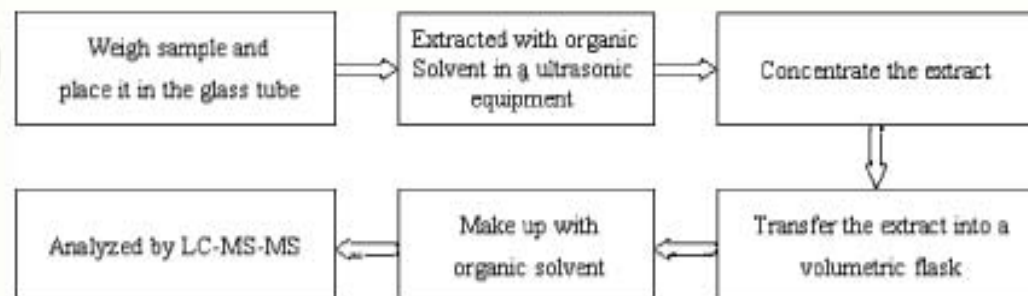 Weigh sample and
place it in the glass tube
Extracted with organic
Solvent in a ultrasonic
equipment
Concentrate the extract
Transfer the extract into a
volumetric flask
Make up with
organic solvent
Analyzed by LC-MS-MS